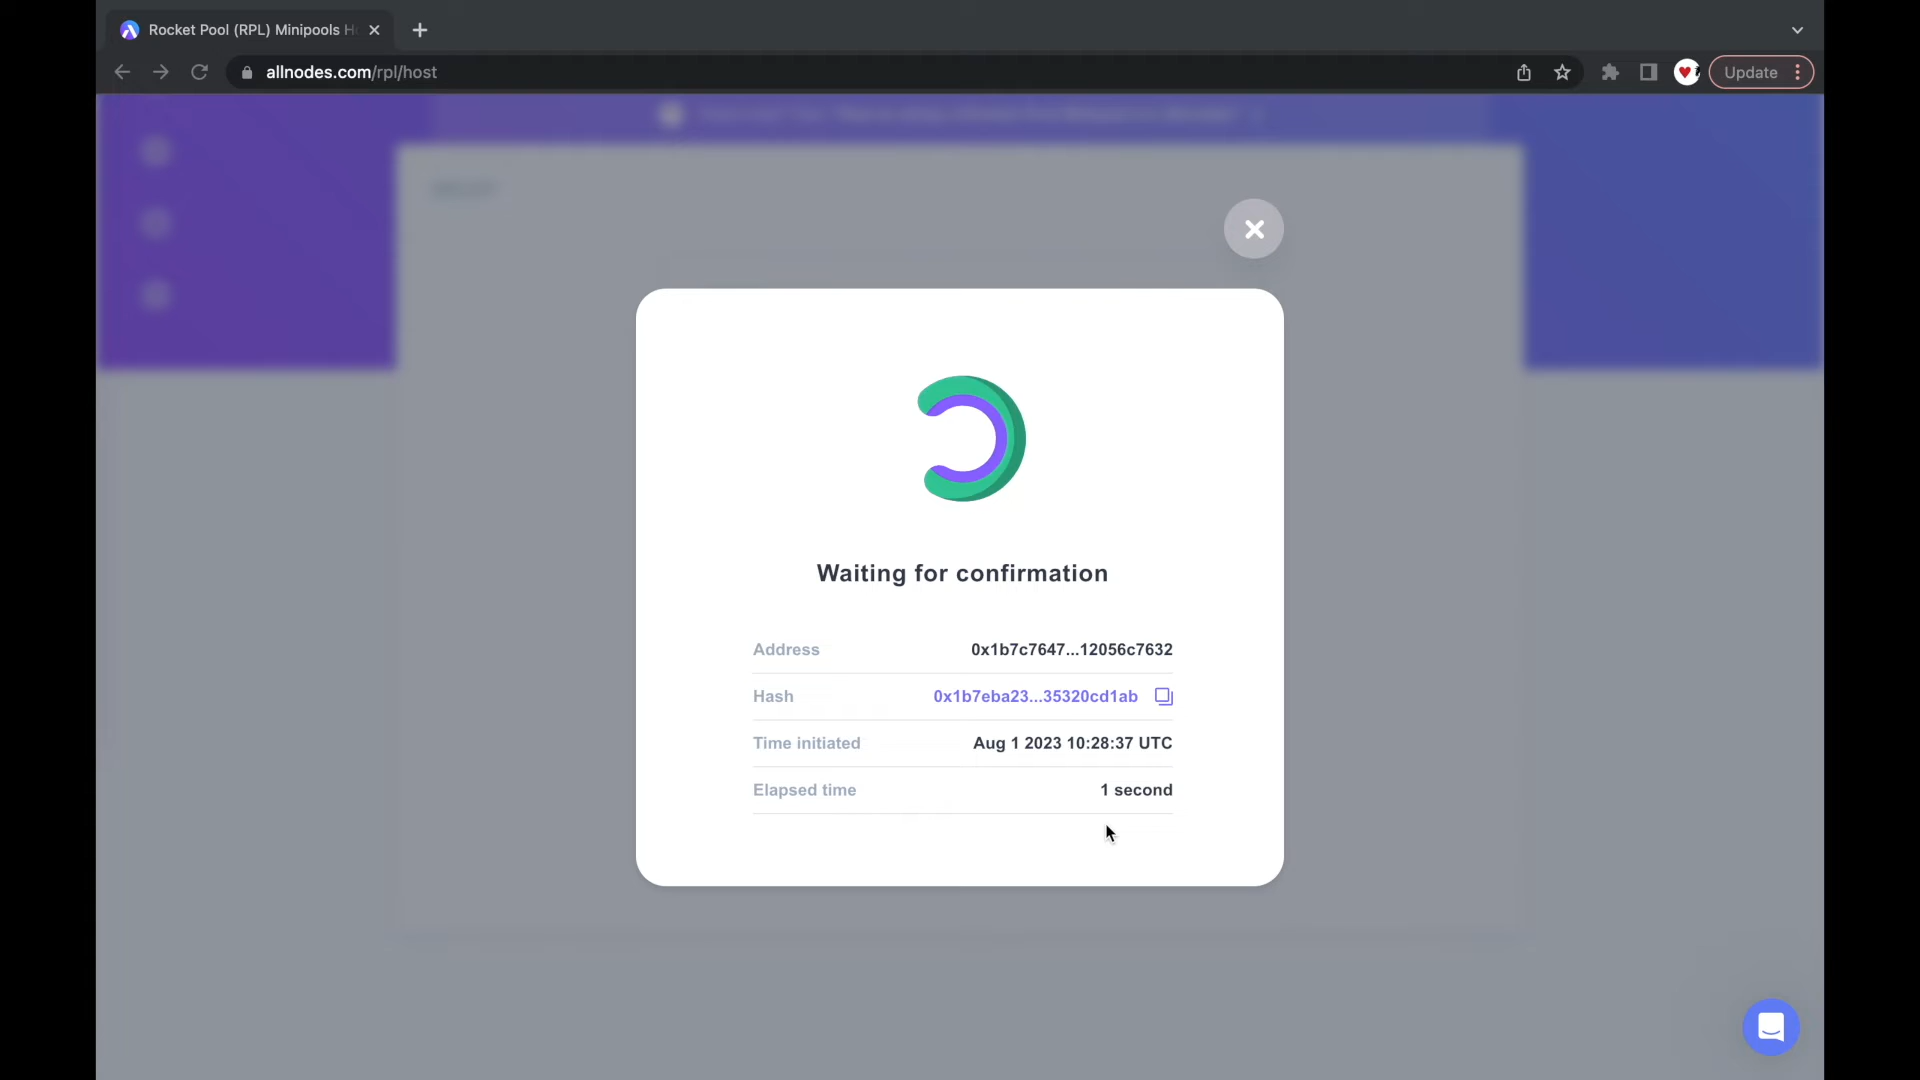 Rocket Pool (RPL) Minipools H
allnodes.com/rpl/host
Update
Waiting for confirmation
Address 0x1b7c7647...12056c7632
Hash 0x1b7eba23...35320cd1ab
Time initiated Aug 1 2023 10:28:37 UTC
Elapsed time 1 second